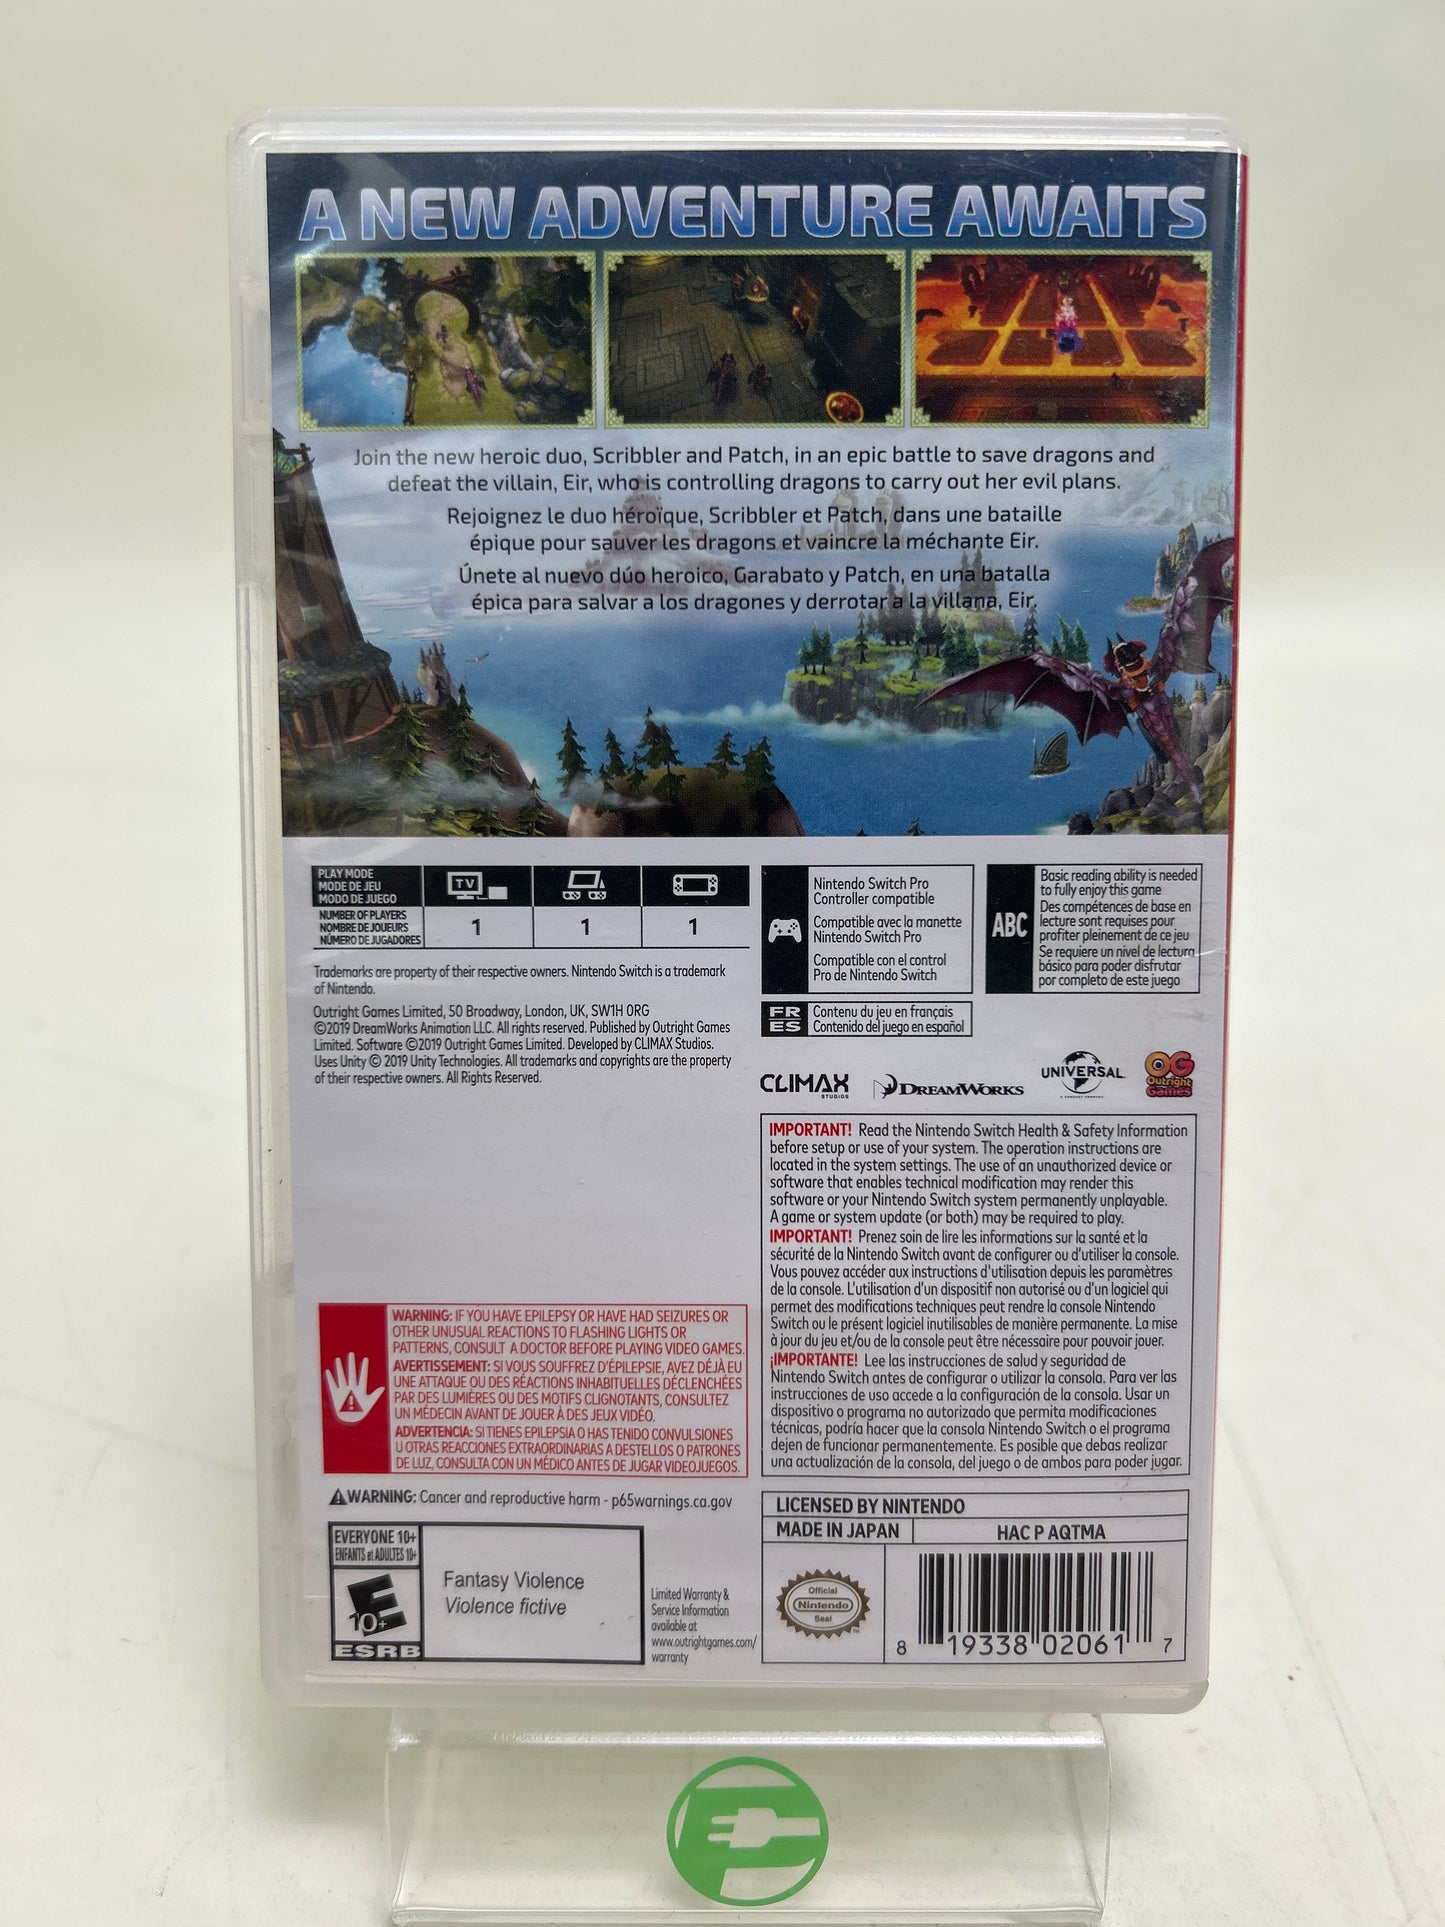 A NEW ADVENTURE AWAITS
Join the new heroic duo, Scribbler and Patch, in an epic battle to save dragons and
defeat the villain, Eir, who is controlling dragons to carry out her evil plans.
Rejoignez le duo héroïque, Scribbler et Patch, dans une bataille
épique pour sauver les dragons et vaincre la méchante Eir.
Únete al nuevo dúo heroico, Garabato y Patch, en una batalla
épica para salvar a los dragones y derrotar a la villana, Eir.
PLAY MODE
MODE DE JEU
MODO DE JUEGO
TV
NUMBER OF PLAYERS
NOMBRE DE JOUEURS
NÚMERO DE JUGADORES
1 1 1
Trademarks are property of their respective owners. Nintendo Switch is a trademark
of Nintendo.
Outright Games Limited, 50 Broadway, London, UK, SW1H 0RG
©2019 DreamWorks Animation LLC. All rights reserved. Published by Outright Games
Limited. Software ©2019 Outright Games Limited. Developed by CLIMAX Studios.
Uses Unity © 2019 Unity Technologies. All trademarks and copyrights are the property
of their respective owners. All Rights Reserved.
Nintendo Switch Pro
Controller compatible
Compatible avec la manette
Nintendo Switch Pro
Compatible con el control
Pro de Nintendo Switch
ABC
Basic reading ability is needed
to fully enjoy this game
Des compétences de base en
lecture sont requises pour
profiter pleinement de ce jeu
Se requiere un nivel de lectura
básico para poder disfrutar
por completo de este juego
FR Contenu du jeu en français
ES Contenido del juego en español
CLIMAX
STUDIOS
DREAMWORKS
UNIVERSAL
A COMCAST COMPANY
OG
Outright
Games
IMPORTANT! Read the Nintendo Switch Health & Safety Information
before setup or use of your system. The operation instructions are
located in the system settings. The use of an unauthorized device or
software that enables technical modification may render this
software or your Nintendo Switch system permanently unplayable.
A game or system update (or both) may be required to play.
IMPORTANT! Prenez soin de lire les informations sur la santé et la
sécurité de la Nintendo Switch avant de configurer ou d'utiliser la console.
Vous pouvez accéder aux instructions d'utilisation depuis les paramètres
de la console. L'utilisation d'un dispositif non autorisé ou d'un logiciel qui
permet des modifications techniques peut rendre la console Nintendo
Switch ou le présent logiciel inutilisables de manière permanente. La mise
à jour du jeu et/ou de la console peut être nécessaire pour pouvoir jouer.
¡IMPORTANTE! Lee las instrucciones de salud y seguridad de
Nintendo Switch antes de configurar o utilizar la consola. Para ver las
instrucciones de uso accede a la configuración de la consola. Usar un
dispositivo o programa no autorizado que permita modificaciones
técnicas, podría hacer que la consola Nintendo Switch o el programa
dejen de funcionar permanentemente. Es posible que debas realizar
una actualización de la consola, del juego o de ambos para poder jugar.
WARNING: IF YOU HAVE EPILEPSY OR HAVE HAD SEIZURES OR
OTHER UNUSUAL REACTIONS TO FLASHING LIGHTS OR
PATTERNS, CONSULT A DOCTOR BEFORE PLAYING VIDEO GAMES.
AVERTISSEMENT: SI VOUS SOUFFREZ D'ÉPILEPSIE, AVEZ DÉJÀ EU
UNE ATTAQUE OU DES RÉACTIONS INHABITUELLES DÉCLENCHÉES
PAR DES LUMIÈRES OU DES MOTIFS CLIGNOTANTS, CONSULTEZ
UN MÉDECIN AVANT DE JOUER À DES JEUX VIDÉO.
ADVERTENCIA: SI TIENES EPILEPSIA O HAS TENIDO CONVULSIONES
U OTRAS REACCIONES EXTRAORDINARIAS A DESTELLOS O PATRONES
DE LUZ, CONSULTA CON UN MÉDICO ANTES DE JUGAR VIDEOJUEGOS.
WARNING: Cancer and reproductive harm - p65warnings.ca.gov
EVERYONE 10+
ENFANTS et ADULTES 10+
E
10+
ESRB
Fantasy Violence
Violence fictive
Limited Warranty &
Service Information
available at
www.outrightgames.com/
warranty
LICENSED BY NINTENDO
MADE IN JAPAN HAC P AQTMA
Official
Nintendo
Seal
8 19338 02061 7